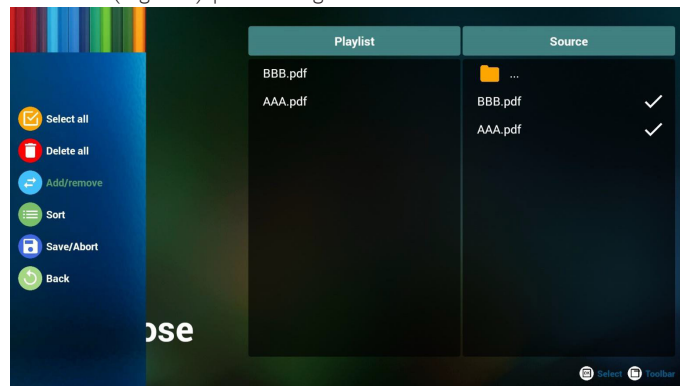 Select all
Delete all
Add/remove
Sort
Save/Abort
Back
Playlist
BBB.pdf
AAA.pdf
Source
...
BBB.pdf
AAA.pdf
ose
OK Select Toolbar